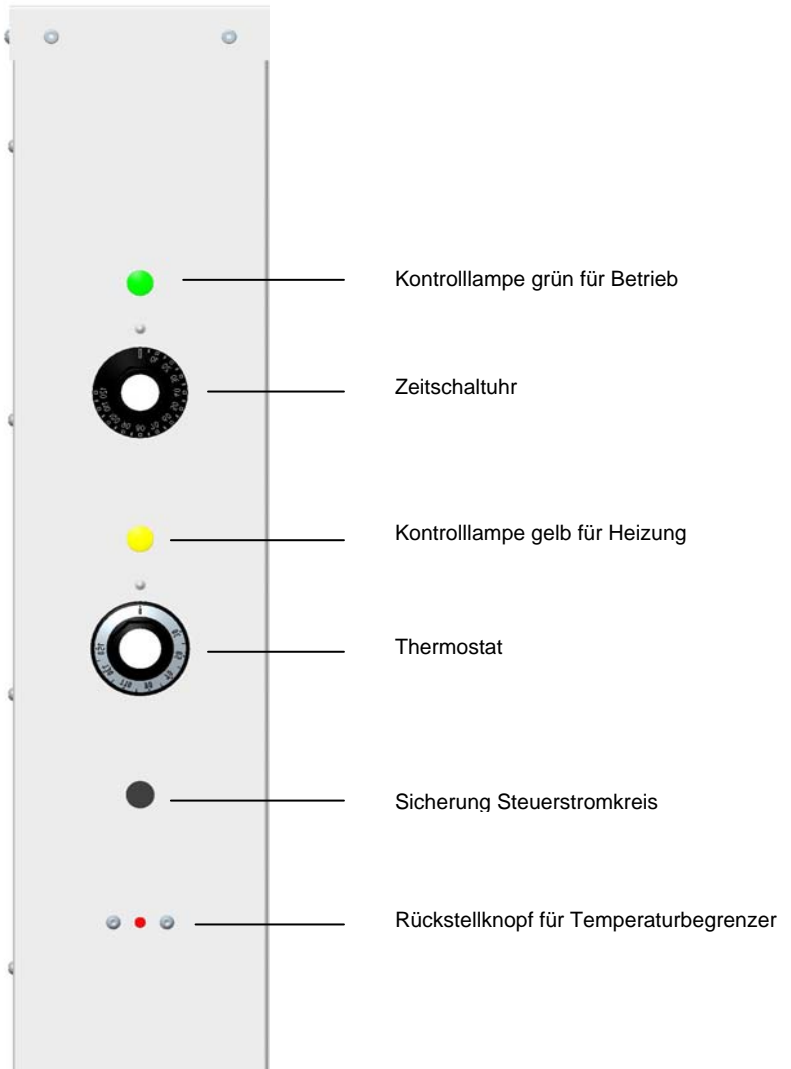 Kontrolllampe grün für Betrieb
Zeitschaltuhr
Kontrolllampe gelb für Heizung
Thermostat
Sicherung Steuerstromkreis
Rückstellknopf für Temperaturbegrenzer